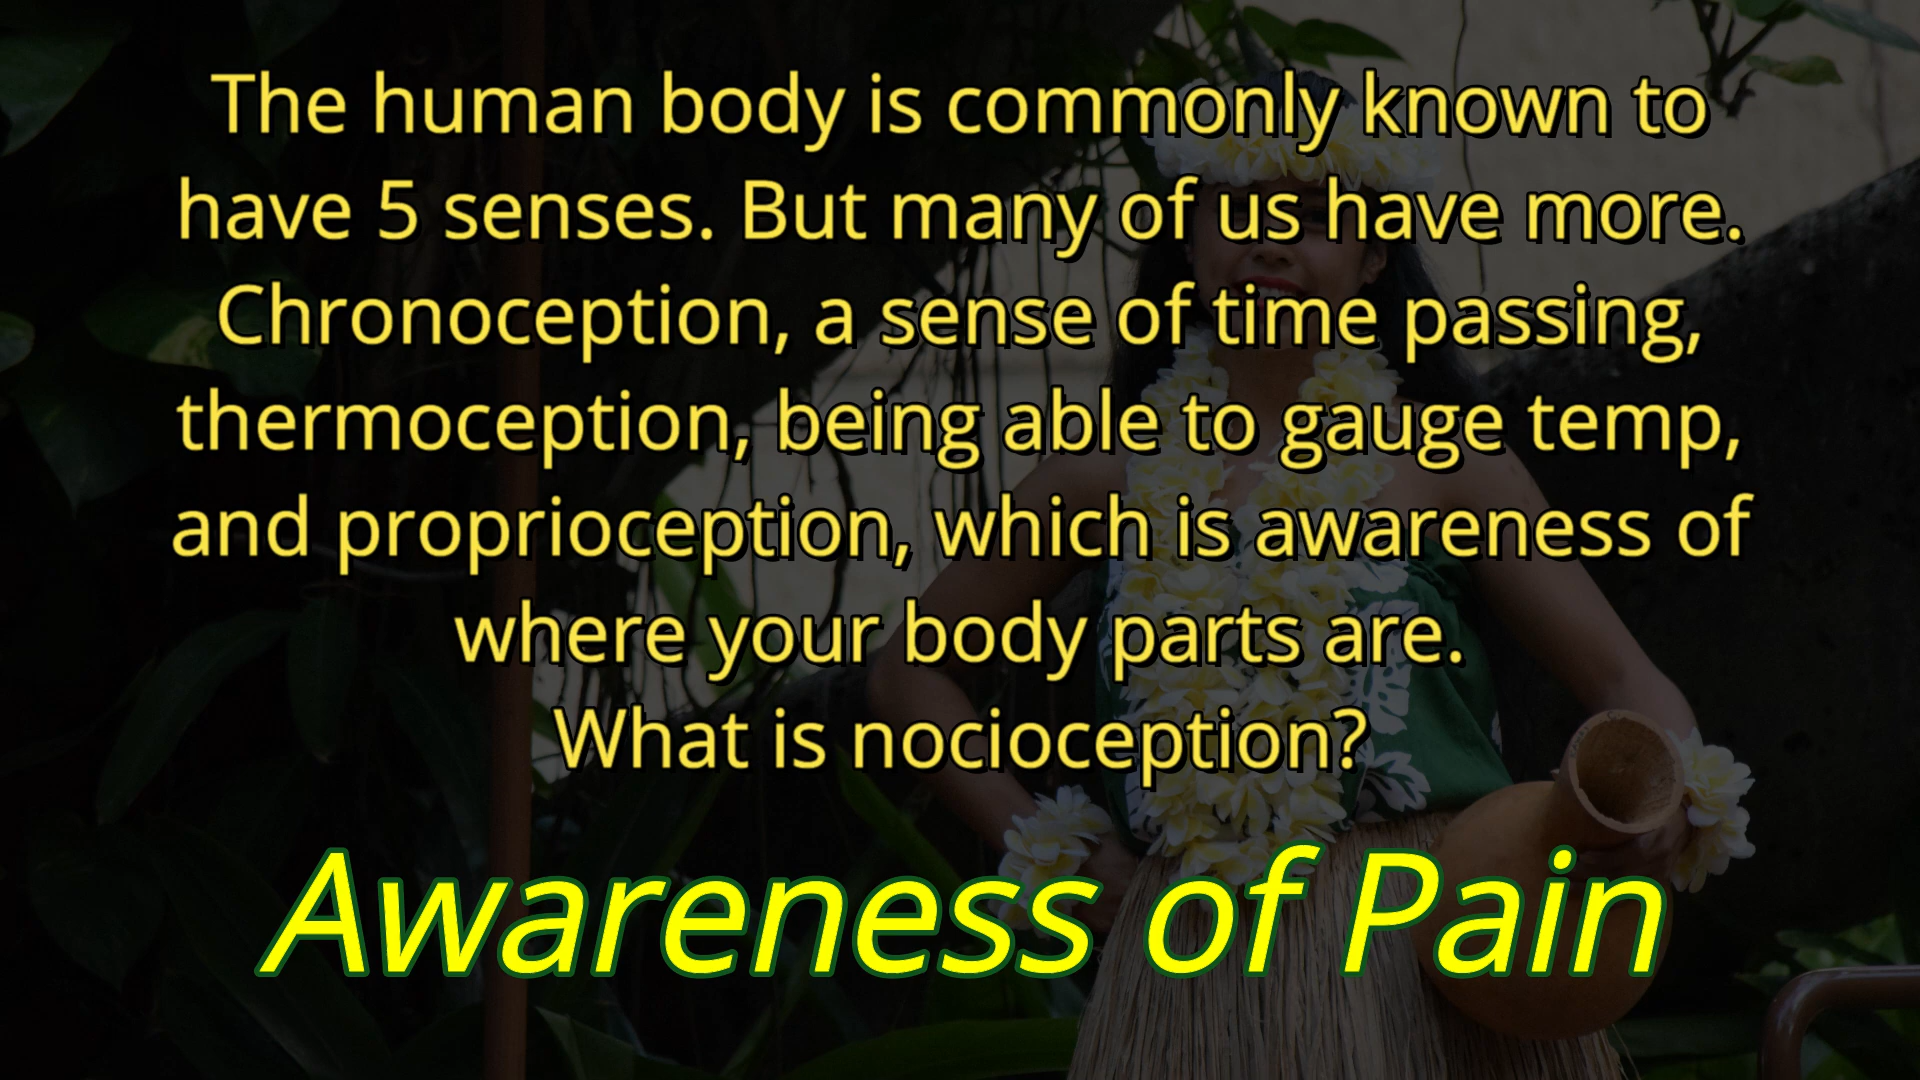 The human body is commonly known to
have 5 senses. But many of us have more.
Chronoception, a sense of time passing,
thermoception, being able to gauge temp,
and proprioception, which is awareness of
where your body parts are.
What is nocioception?
Awareness of Pain